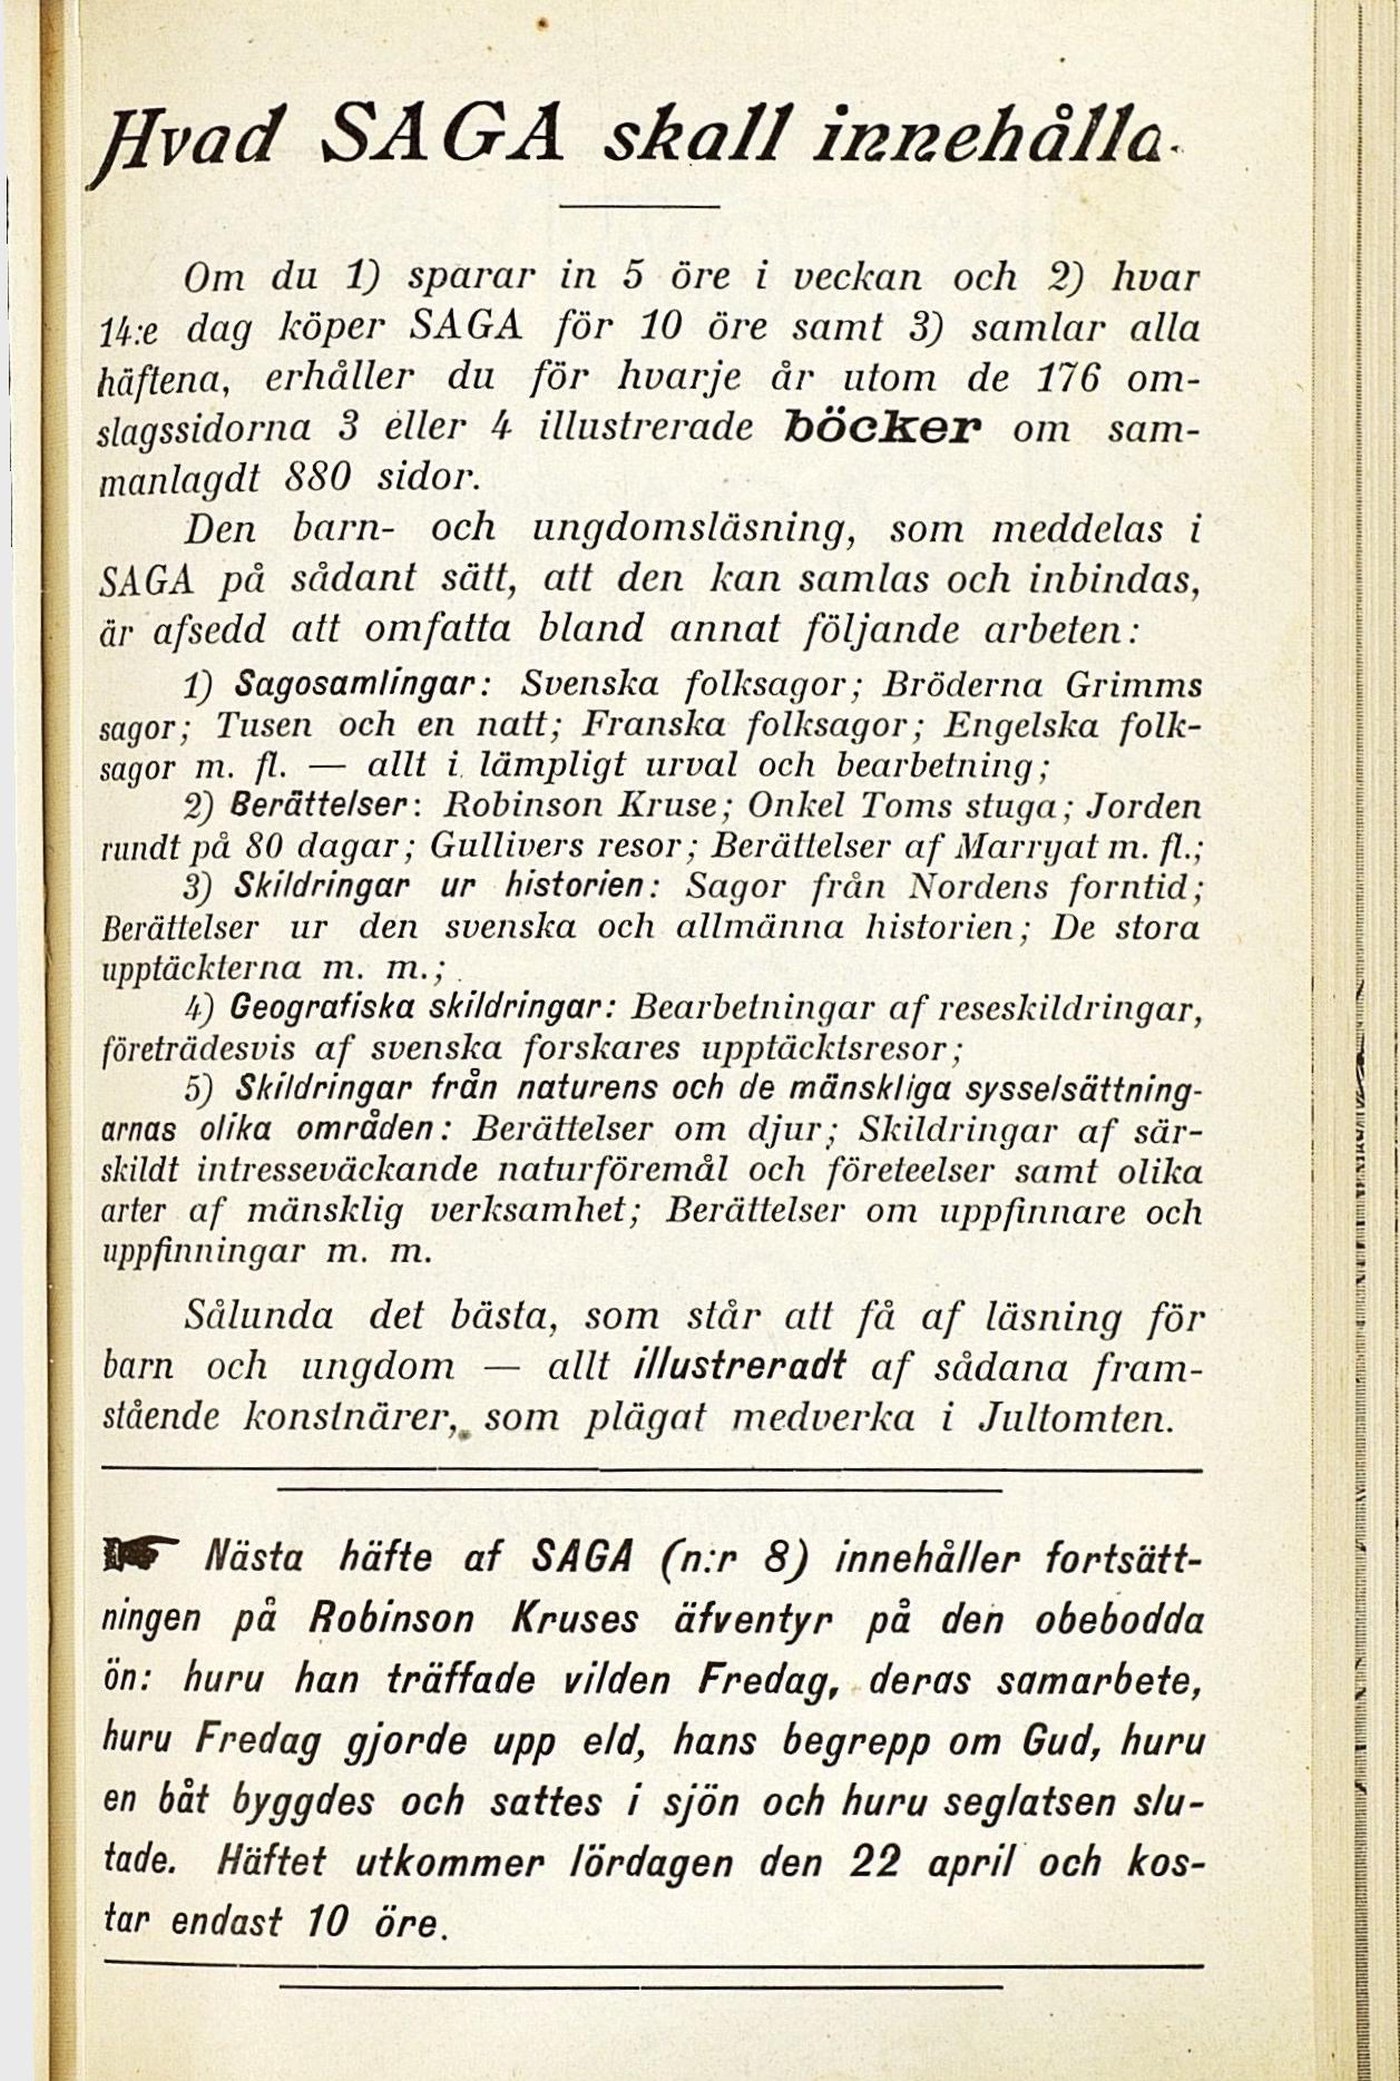 Hvad SAGA skall innehålla.
Om du 1) sparar in 5 öre i veckan och 2) hvar
14:e dag köper SAGA för 10 öre samt 3) samlar alla
häftena, erhåller du för hvarje år utom de 176 om-
slagssidorna 3 eller 4 illustrerade böcker om sam-
manlagdt 880 sidor.
Den barn- och ungdomsläsning, som meddelas i
SAGA på sådant sätt, att den kan samlas och inbindas,
är afsedd att omfatta bland annat följande arbeten:
1) Sagosamlingar: Svenska folksagor; Bröderna Grimms
sagor; Tusen och en natt; Franska folksagor; Engelska folk-
sagor m. fl. — allt i lämpligt urval och bearbetning;
2) Berättelser: Robinson Kruse; Onkel Toms stuga; Jorden
rundt på 80 dagar; Gullivers resor; Berättelser af Marryat m. fl.;
3) Skildringar ur historien: Sagor från Nordens forntid;
Berättelser ur den svenska och allmänna historien; De stora
upptäckterna m. m.;
4) Geografiska skildringar: Bearbetningar af reseskildringar,
företrädesvis af svenska forskares upptäcktsresor;
5) Skildringar från naturens och de mänskliga sysselsättning-
arnas olika områden: Berättelser om djur; Skildringar af sär-
skildt intresseväckande naturföremål och företeelser samt olika
arter af mänsklig verksamhet; Berättelser om uppfinnare och
uppfinningar m. m.
Sålunda det bästa, som står att få af läsning för
barn och ungdom — allt illustreradt af sådana fram-
stående konstnärer, som plägat medverka i Jultomten.
☛ Nästa häfte af SAGA (n:r 8) innehåller fortsätt-
ningen på Robinson Kruses äfventyr på den obebodda
ön: huru han träffade vilden Fredag, deras samarbete,
huru Fredag gjorde upp eld, hans begrepp om Gud, huru
en båt byggdes och sattes i sjön och huru seglatsen slu-
tade. Häftet utkommer lördagen den 22 april och kos-
tar endast 10 öre.